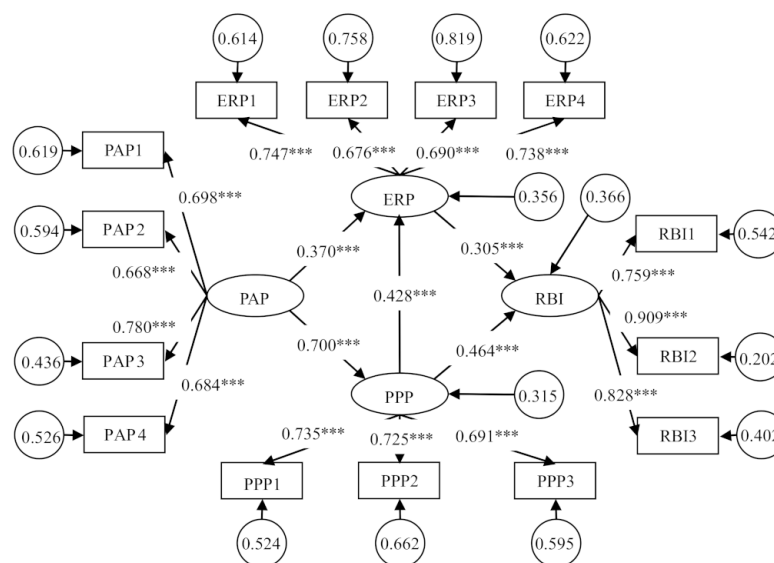 0.614 0.758 0.819 0.622
ERP1 ERP2 ERP3 ERP4
0.619 PAP1
0.747*** 0.676*** 0.690*** 0.738***
0.698***
ERP 0.356 0.366
0.594 PAP2
RBI1 0.542
0.370*** 0.305***
0.668*** 0.759***
PAP 0.428*** RBI
0.909***
0.780*** 0.700*** 0.464***
0.436 PAP3 RBI2 0.202
0.684***
PPP 0.315 0.828***
0.526 PAP4 RBI3 0.402
0.735*** 0.725*** 0.691***
PPP1 PPP2 PPP3
0.524 0.662 0.595